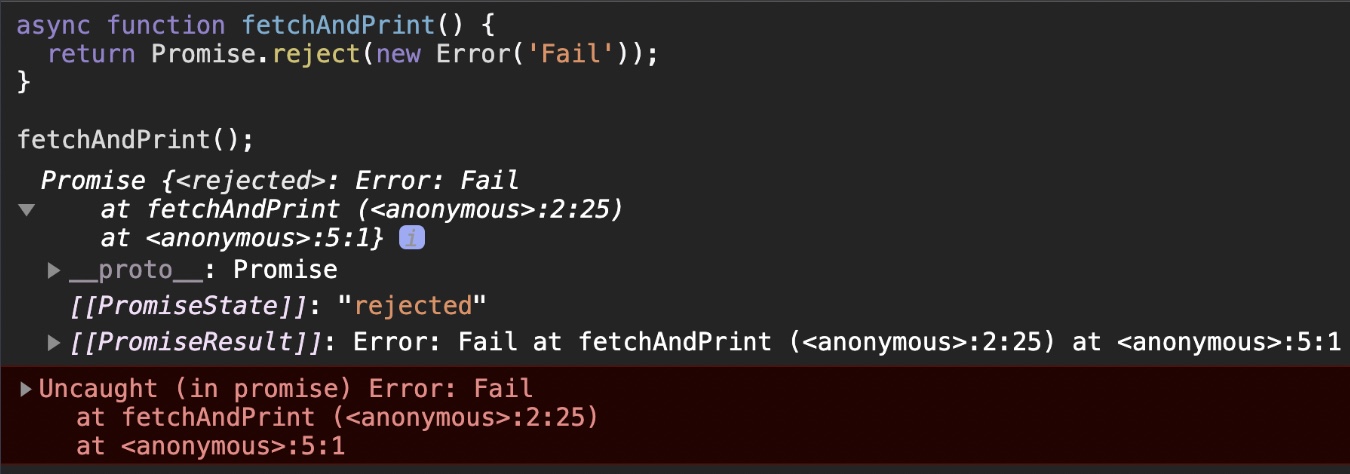 async function fetchAndPrint() {
  return Promise.reject(new Error('Fail'));
}

fetchAndPrint();
Promise {<rejected>: Error: Fail
    at fetchAndPrint (<anonymous>:2:25)
    at <anonymous>:5:1} i
__proto__: Promise
[[PromiseState]]: "rejected"
[[PromiseResult]]: Error: Fail at fetchAndPrint (<anonymous>:2:25) at <anonymous>:5:1
Uncaught (in promise) Error: Fail
    at fetchAndPrint (<anonymous>:2:25)
    at <anonymous>:5:1